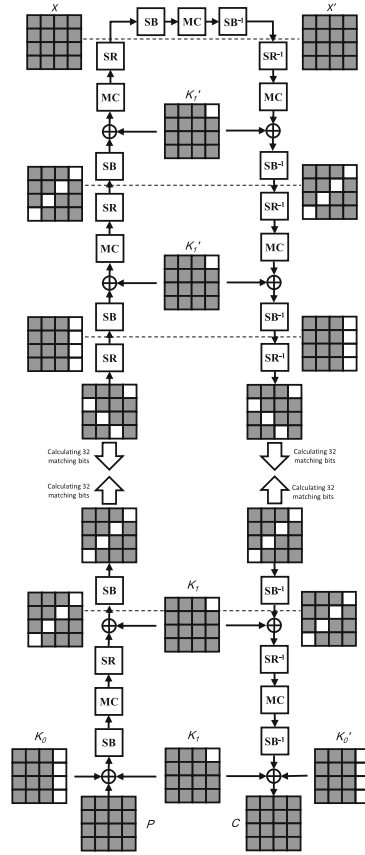 X
X'
SB
MC
SB⁻¹
SR
SR⁻¹
MC
K₁'
MC
SB
SB⁻¹
SR
SR⁻¹
MC
K₁'
MC
SB
SB⁻¹
SR
SR⁻¹
Calculating 32
matching bits
Calculating 32
matching bits
Calculating 32
matching bits
Calculating 32
matching bits
SB
K₁
SB⁻¹
SR
SR⁻¹
MC
MC
K₀
SB
K₁
SB⁻¹
K₀'
P
C